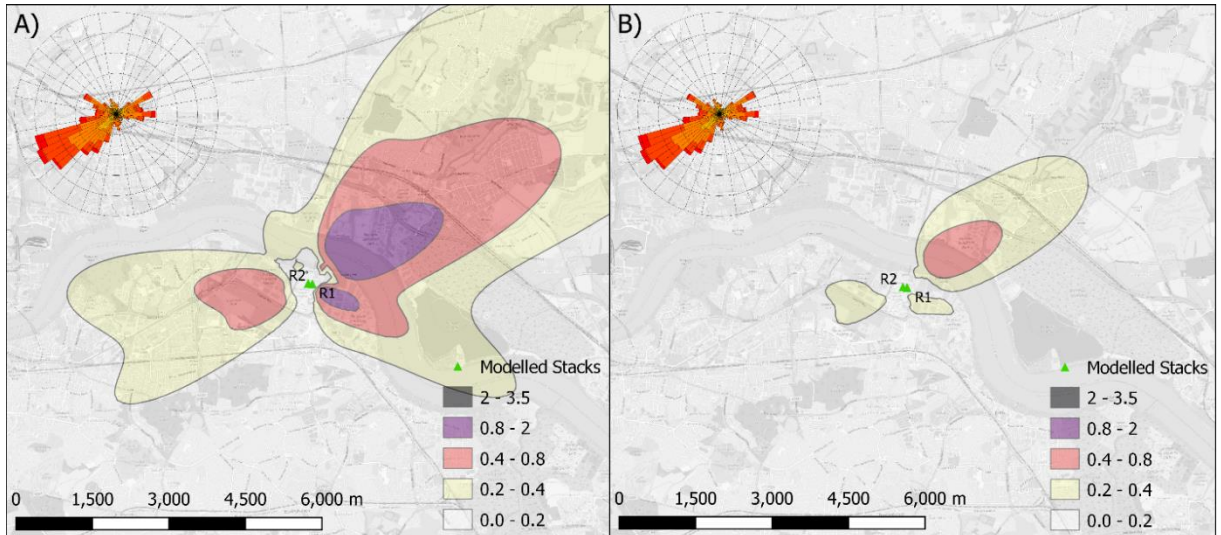 A)
R2
R1
Modelled Stacks
2 - 3.5
0.8 - 2
0.4 - 0.8
0.2 - 0.4
0.0 - 0.2
0 1,500 3,000 4,500 6,000 m
B)
R2
R1
Modelled Stacks
2 - 3.5
0.8 - 2
0.4 - 0.8
0.2 - 0.4
0.0 - 0.2
0 1,500 3,000 4,500 6,000 m